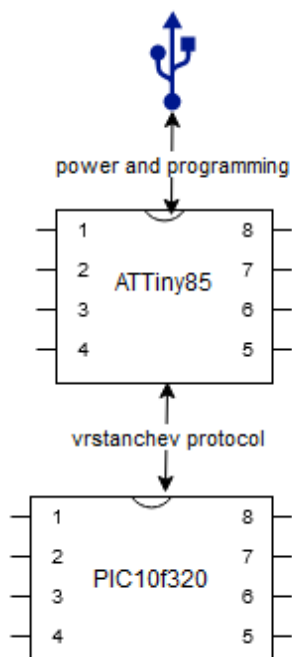 power and programming
1 8
2 ATTiny85 7
3 6
4 5
vrstanchev protocol
1 8
2 7
PIC10f320
3 6
4 5